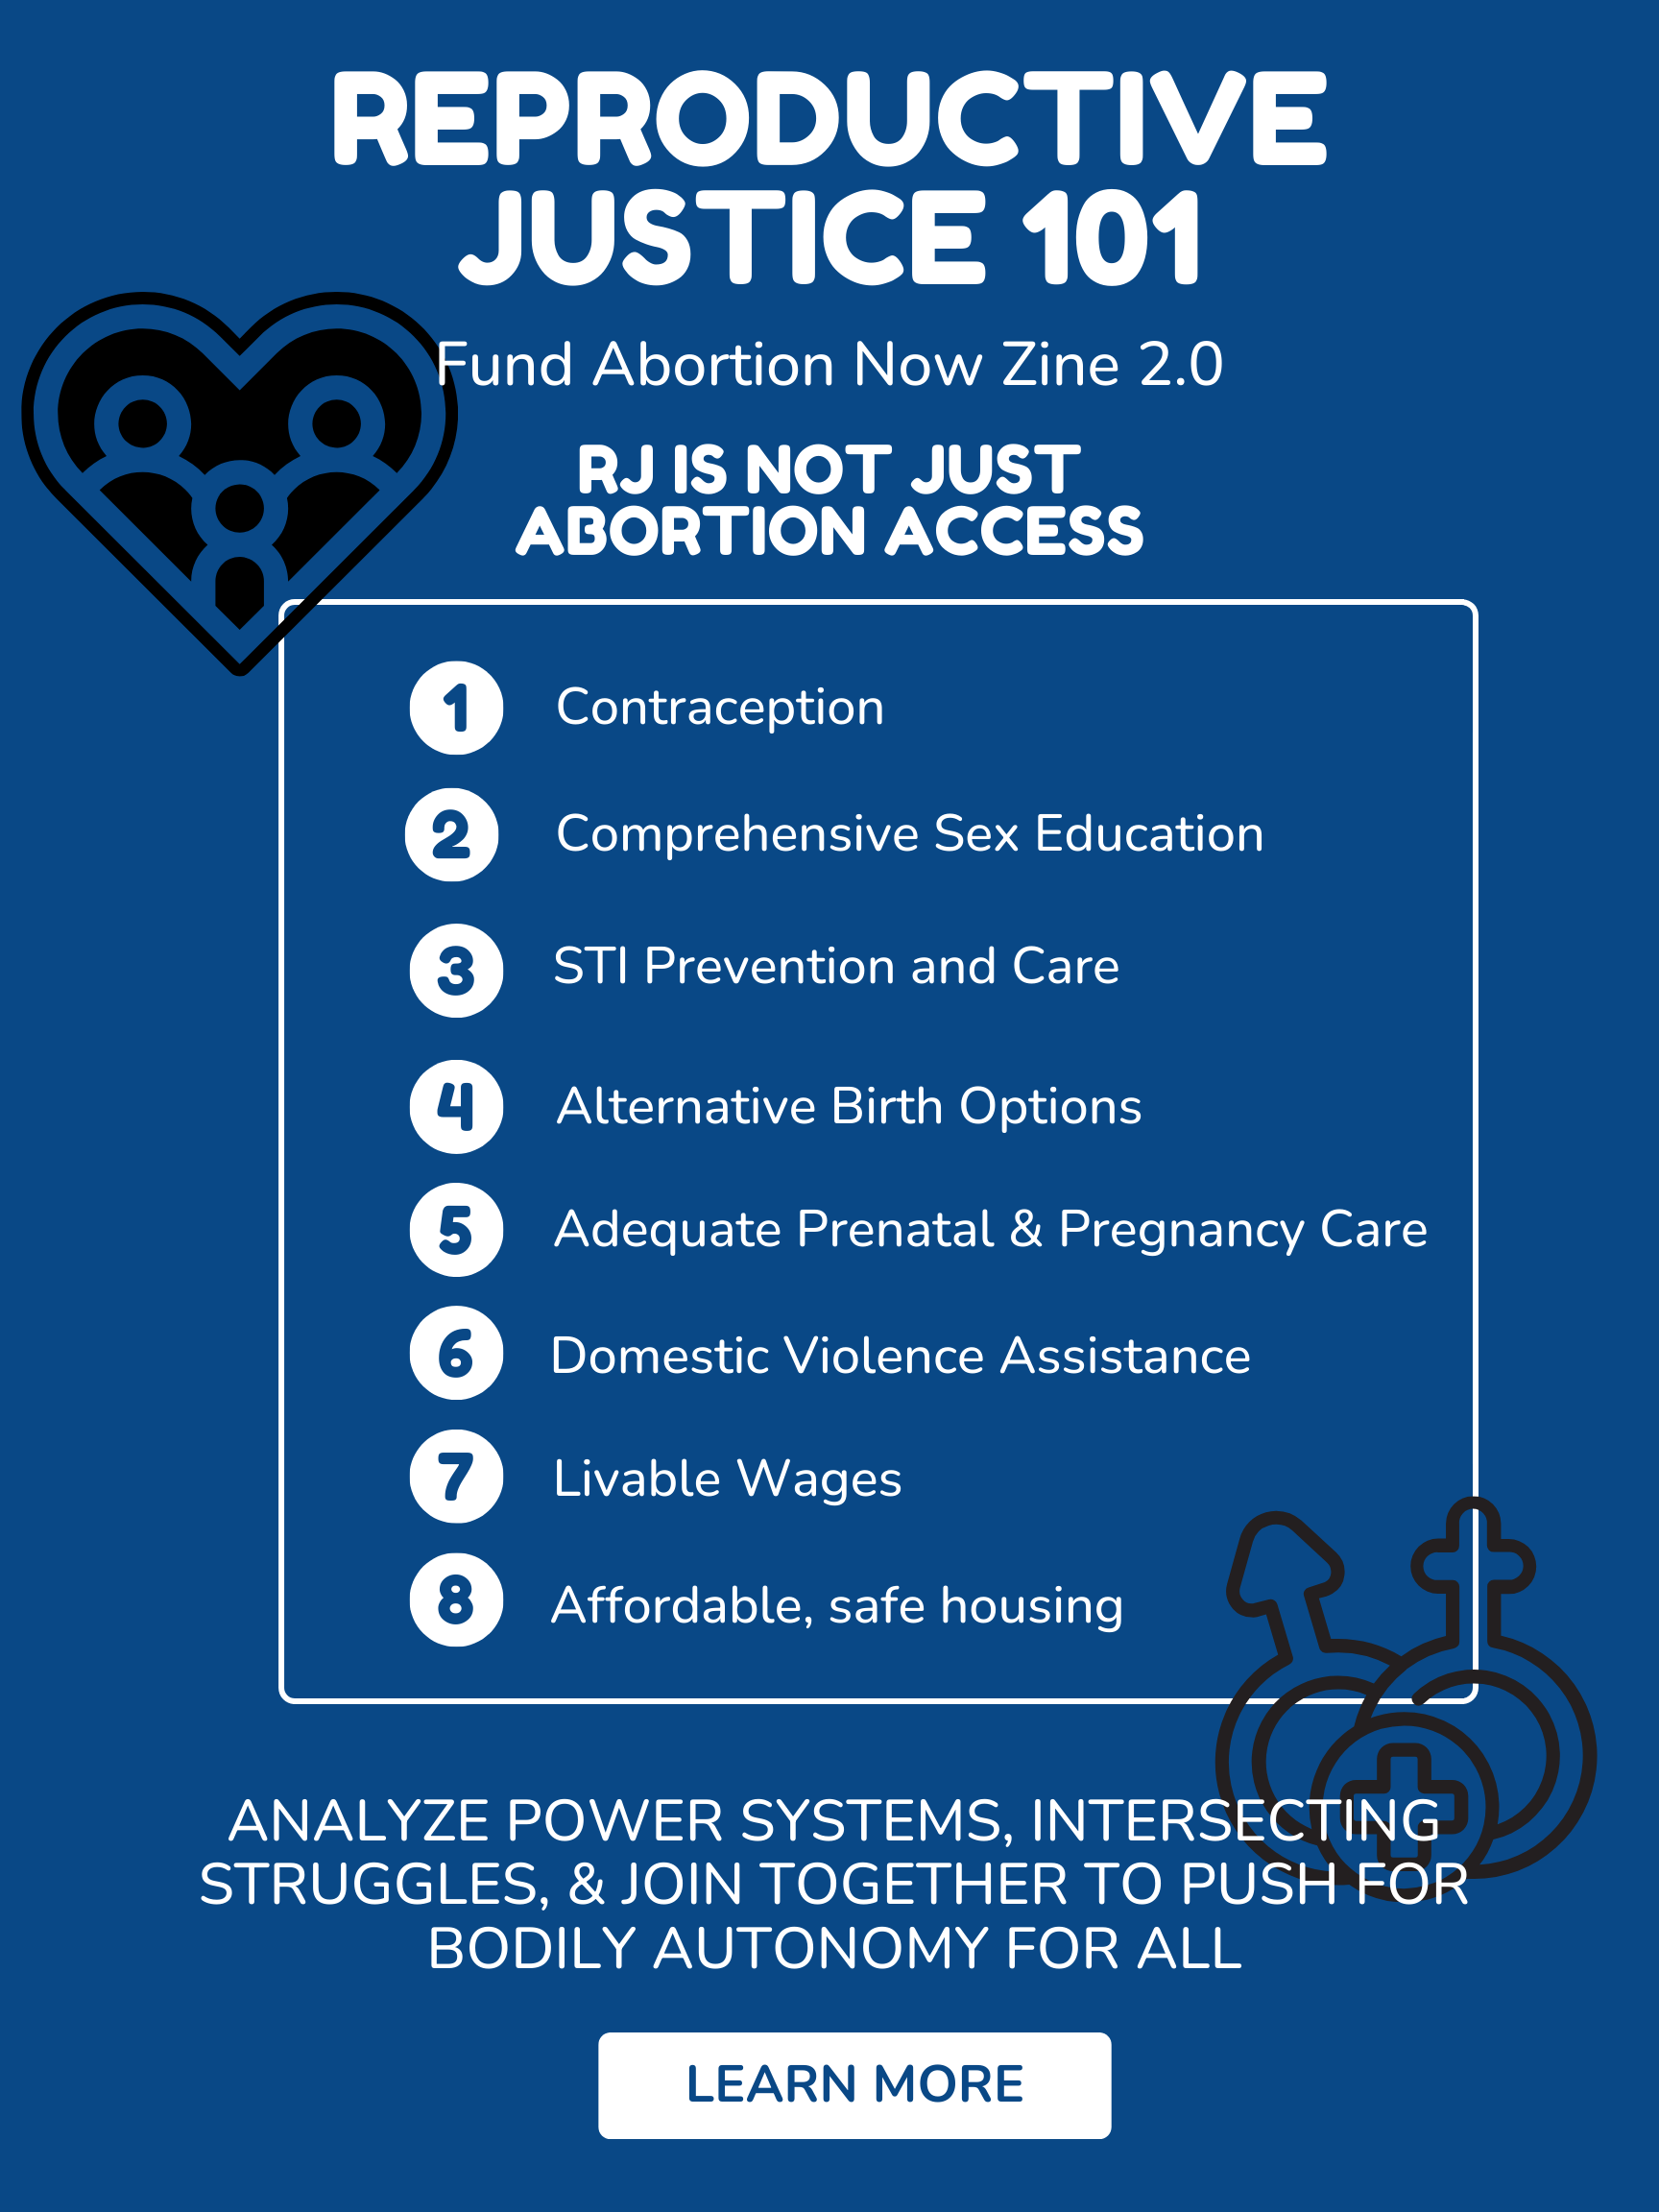 REPRODUCTIVE
JUSTICE 101
Fund Abortion Now Zine 2.0
RJ IS NOT JUST
ABORTION ACCESS
1 Contraception
2 Comprehensive Sex Education
3 STI Prevention and Care
4 Alternative Birth Options
5 Adequate Prenatal & Pregnancy Care
6 Domestic Violence Assistance
7 Livable Wages
8 Affordable, safe housing
ANALYZE POWER SYSTEMS, INTERSECTING
STRUGGLES, & JOIN TOGETHER TO PUSH FOR
BODILY AUTONOMY FOR ALL
LEARN MORE